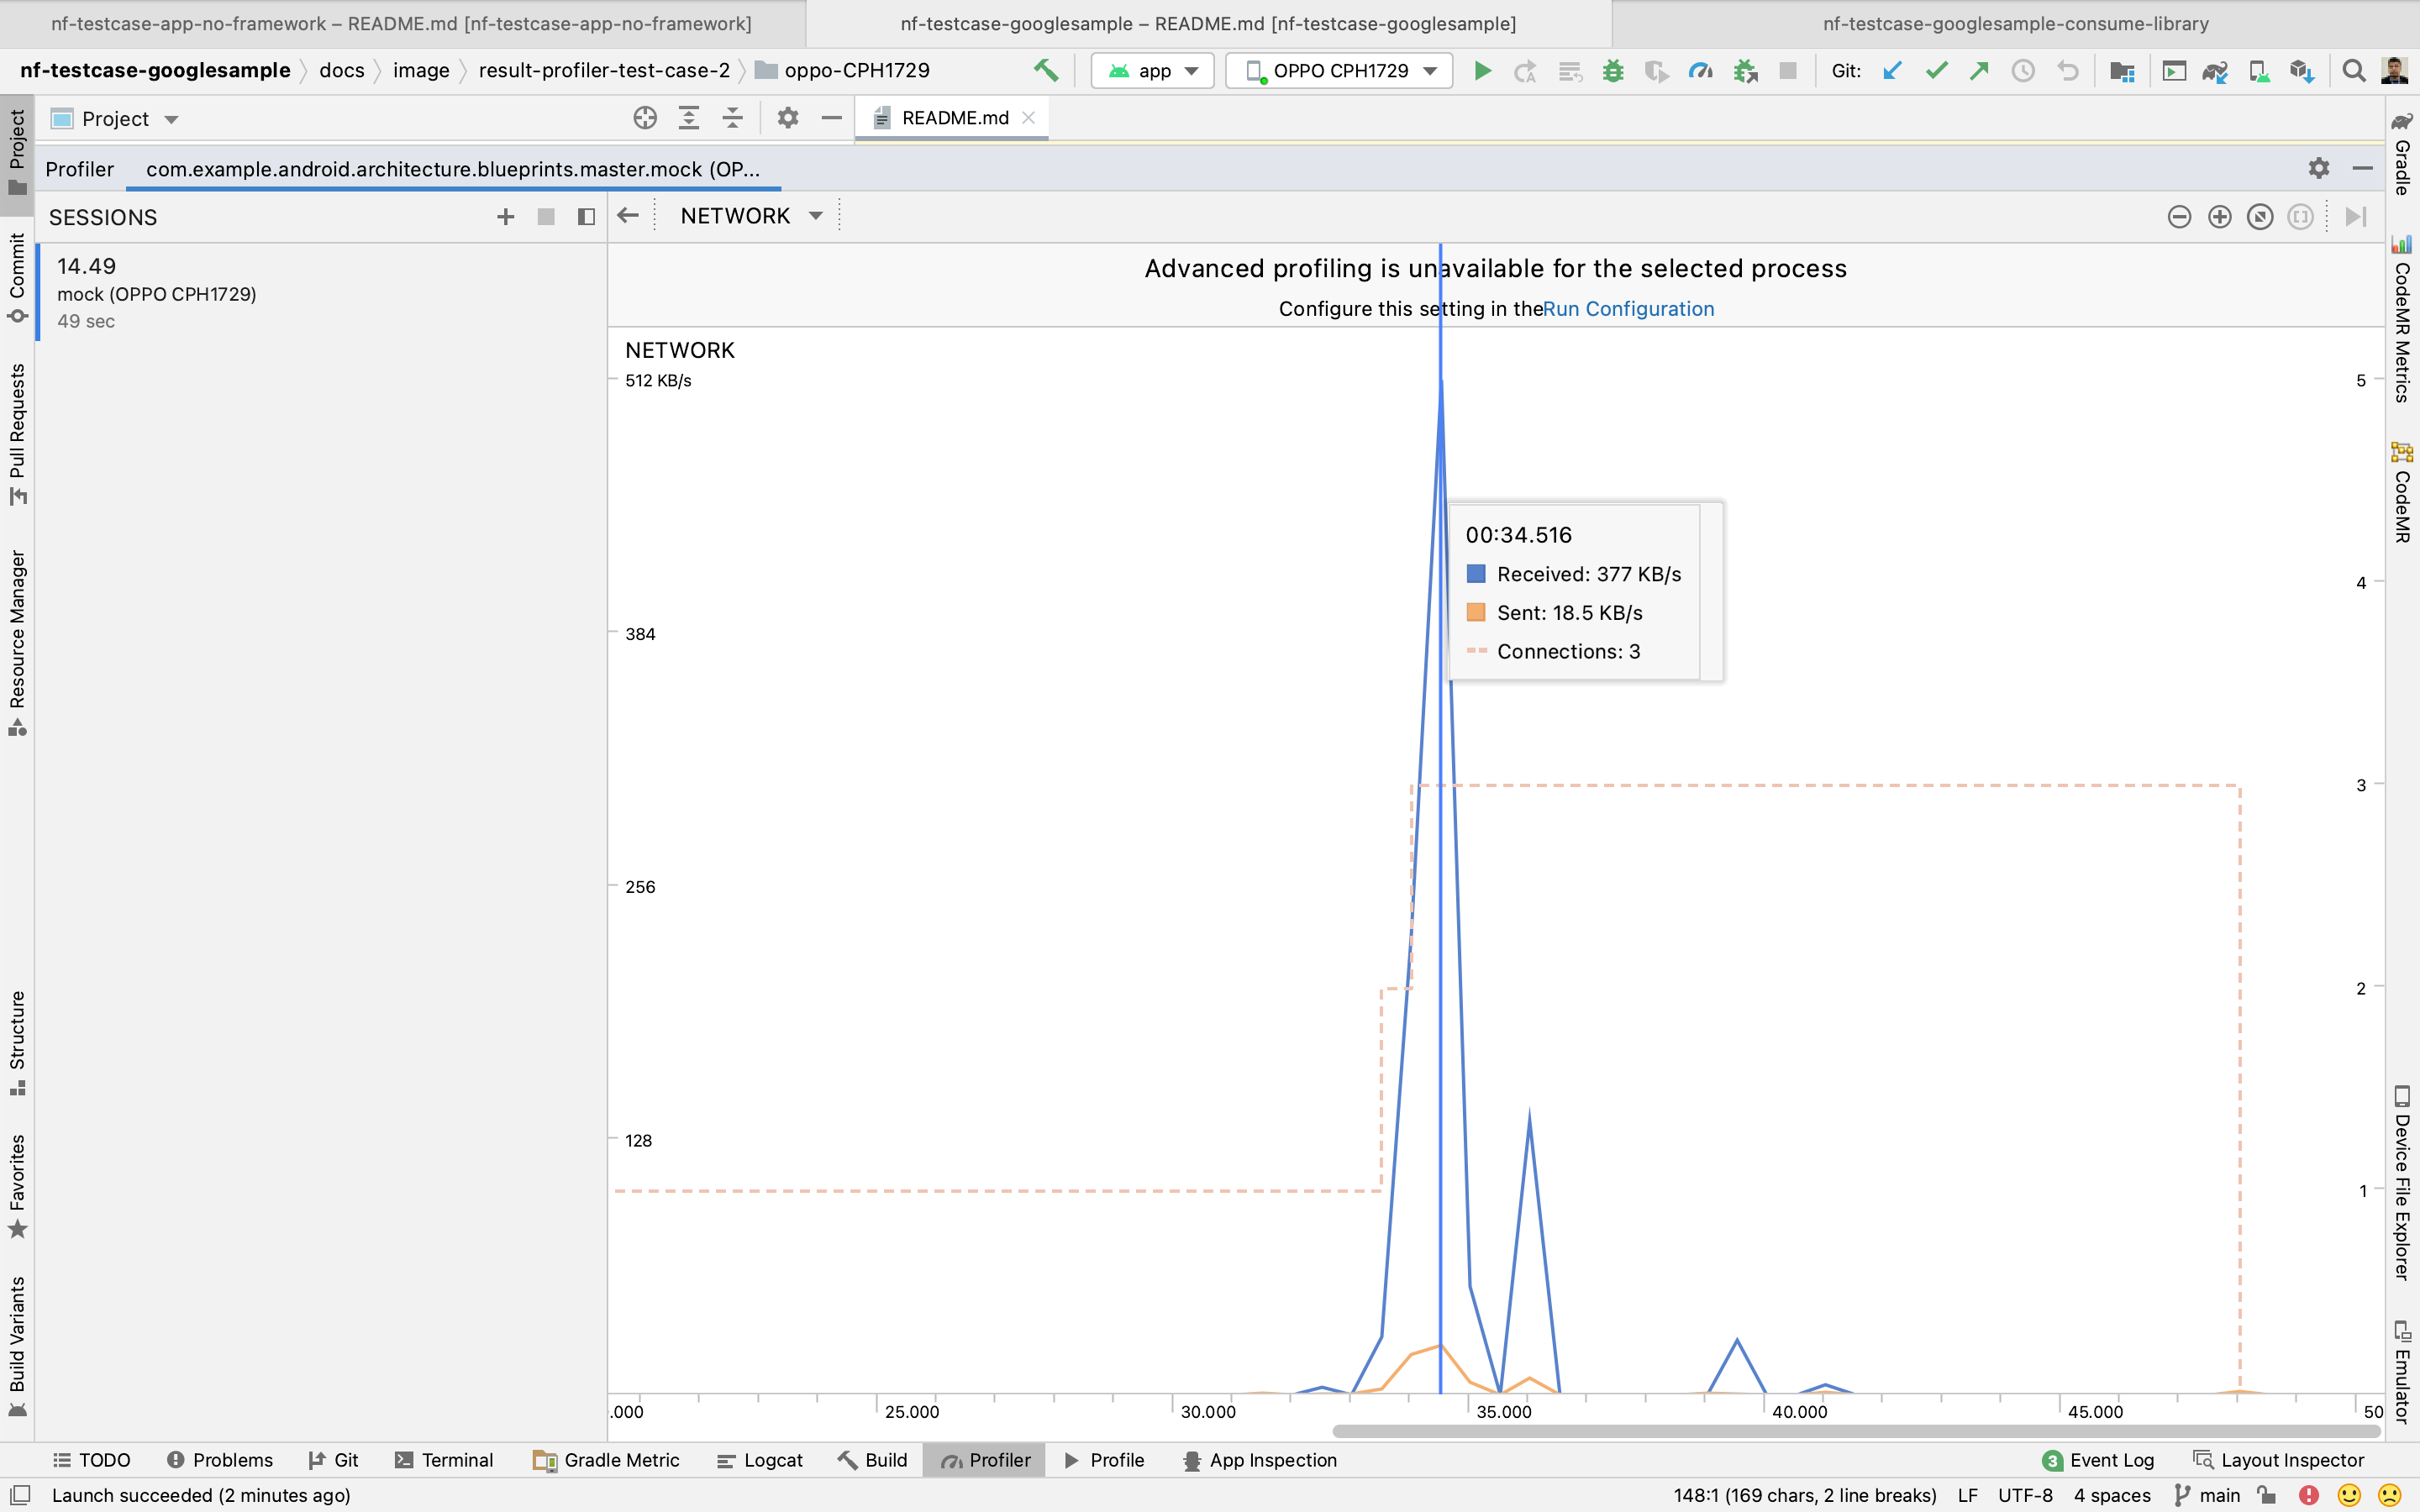 nf-testcase-app-no-framework – README.md [nf-testcase-app-no-framework]
nf-testcase-googlesample – README.md [nf-testcase-googlesample]
nf-testcase-googlesample-consume-library
nf-testcase-googlesample docs image result-profiler-test-case-2 oppo-CPH1729
app
OPPO CPH1729
Git:
Project
README.md
Profiler
com.example.android.architecture.blueprints.master.mock (OP...
SESSIONS
NETWORK
14.49
mock (OPPO CPH1729)
49 sec
Advanced profiling is unavailable for the selected process
Configure this setting in theRun Configuration
NETWORK
512 KB/s
384
256
128
5
4
3
2
1
00:34.516
Received: 377 KB/s
Sent: 18.5 KB/s
Connections: 3
.000
25.000
30.000
35.000
40.000
45.000
50
Project
Commit
Pull Requests
Resource Manager
Structure
Favorites
Build Variants
Gradle
CodeMR Metrics
CodeMR
Device File Explorer
Emulator
TODO
Problems
Git
Terminal
Gradle Metric
Logcat
Build
Profiler
Profile
App Inspection
3 Event Log
Layout Inspector
Launch succeeded (2 minutes ago)
148:1 (169 chars, 2 line breaks)
LF
UTF-8
4 spaces
main